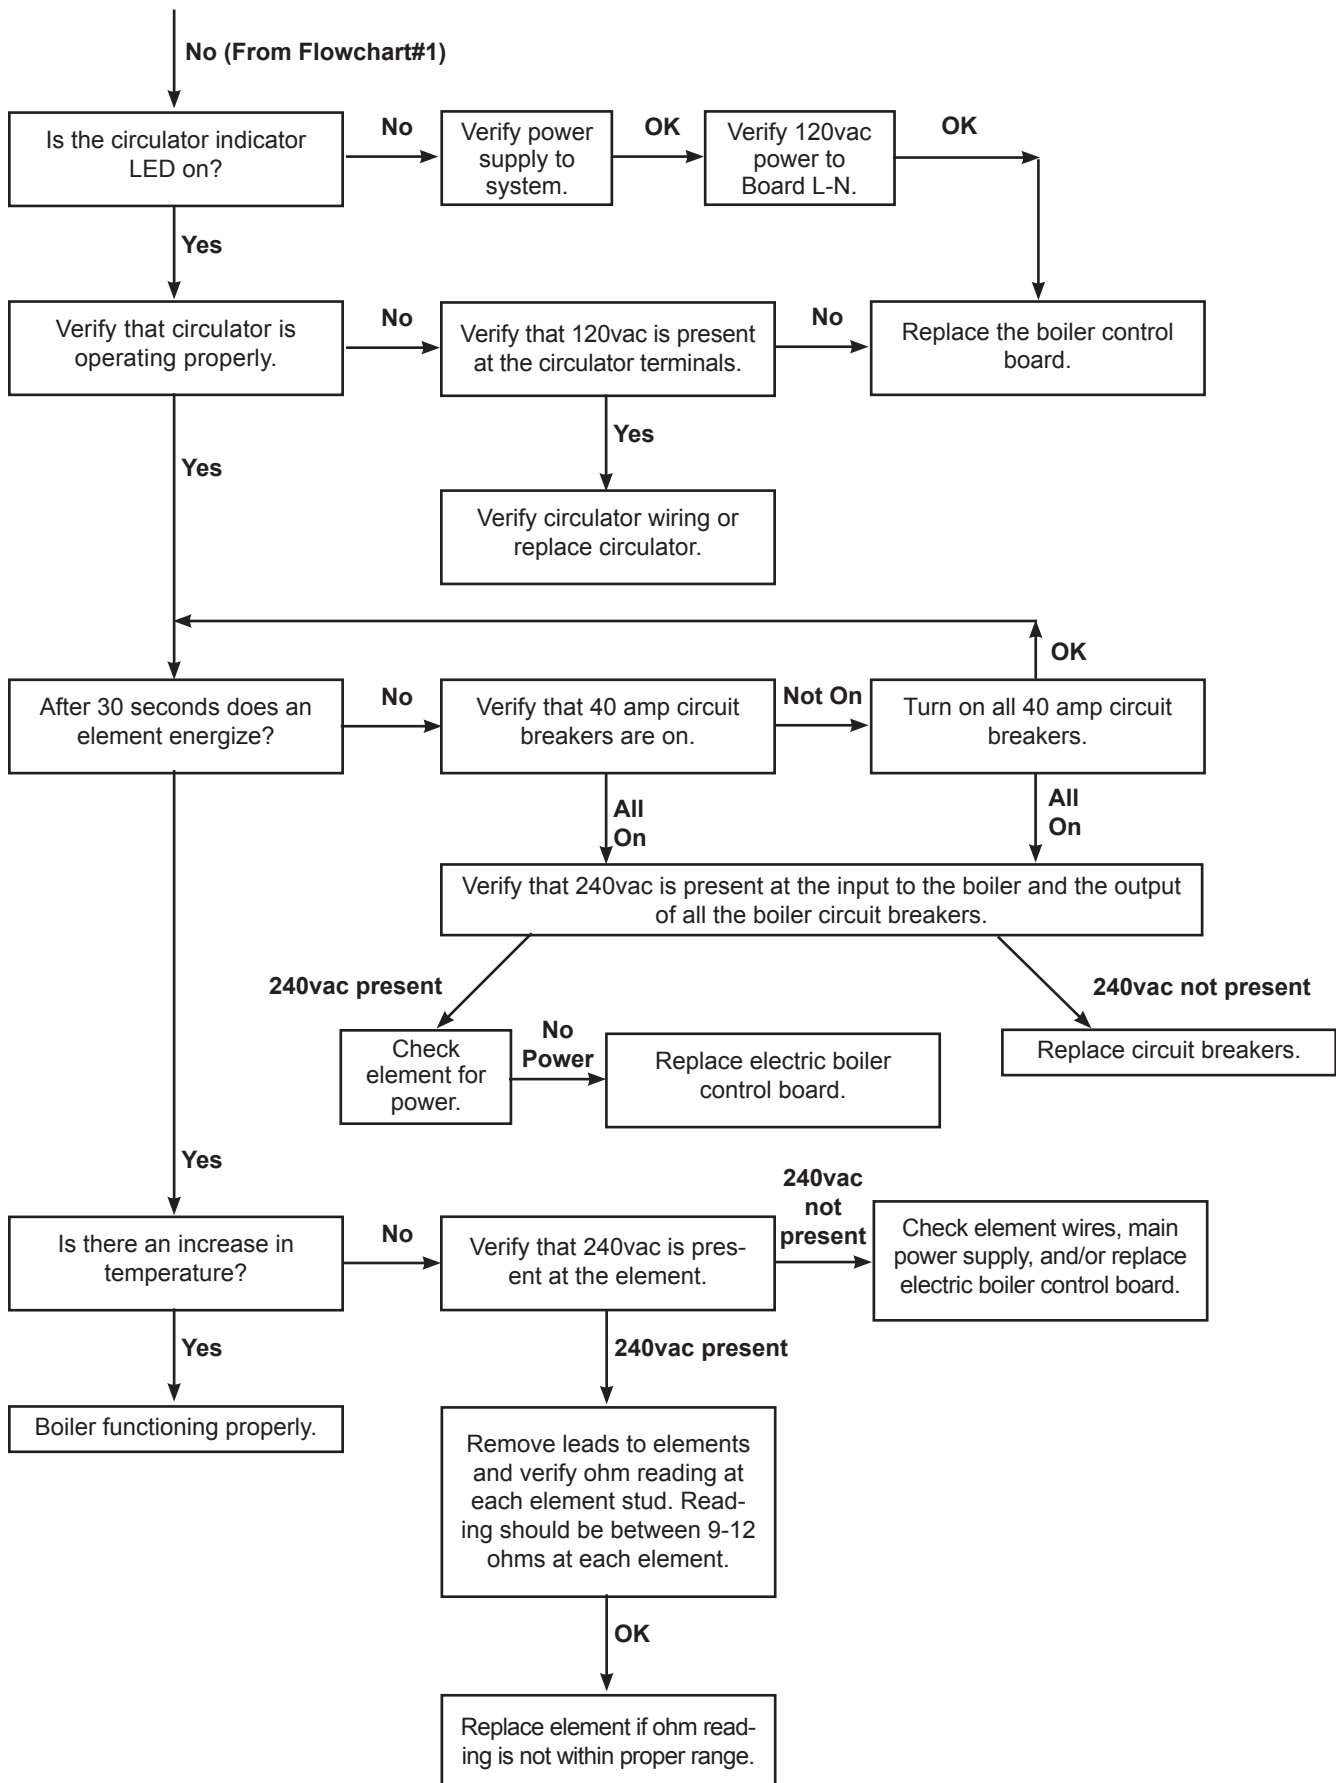 No (From Flowchart#1)
Is the circulator indicator
LED on?
No
Verify power
supply to
system.
OK
Verify 120vac
power to
Board L-N.
OK
Yes
Verify that circulator is
operating properly.
No
Verify that 120vac is present
at the circulator terminals.
No
Replace the boiler control
board.
Yes
Yes
Verify circulator wiring or
replace circulator.
OK
After 30 seconds does an
element energize?
No
Verify that 40 amp circuit
breakers are on.
Not On
Turn on all 40 amp circuit
breakers.
All
On
All
On
Verify that 240vac is present at the input to the boiler and the output
of all the boiler circuit breakers.
240vac present
240vac not present
Check
element for
power.
No
Power
Replace electric boiler
control board.
Replace circuit breakers.
Yes
Is there an increase in
temperature?
No
Verify that 240vac is pres-
ent at the element.
240vac
not
present
Check element wires, main
power supply, and/or replace
electric boiler control board.
Yes
240vac present
Boiler functioning properly.
Remove leads to elements
and verify ohm reading at
each element stud. Read-
ing should be between 9-12
ohms at each element.
OK
Replace element if ohm read-
ing is not within proper range.